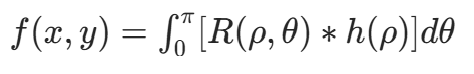 f(x, y) = ∫₀^π [R(ρ, θ) * h(ρ)]dθ